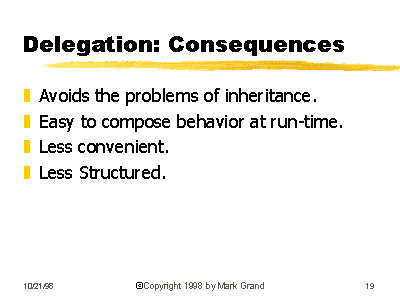 Delegation: Consequences
Avoids the problems of inheritance.
Easy to compose behavior at run-time.
Less convenient.
Less Structured.
10/21/98 ©Copyright 1998 by Mark Grand 19